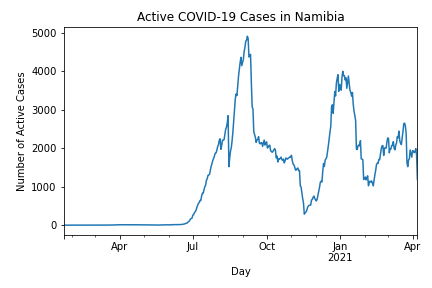 Active COVID-19 Cases in Namibia
Number of Active Cases
5000
4000
3000
2000
1000
0
Apr
Jul
Oct
Jan
2021
Apr
Day